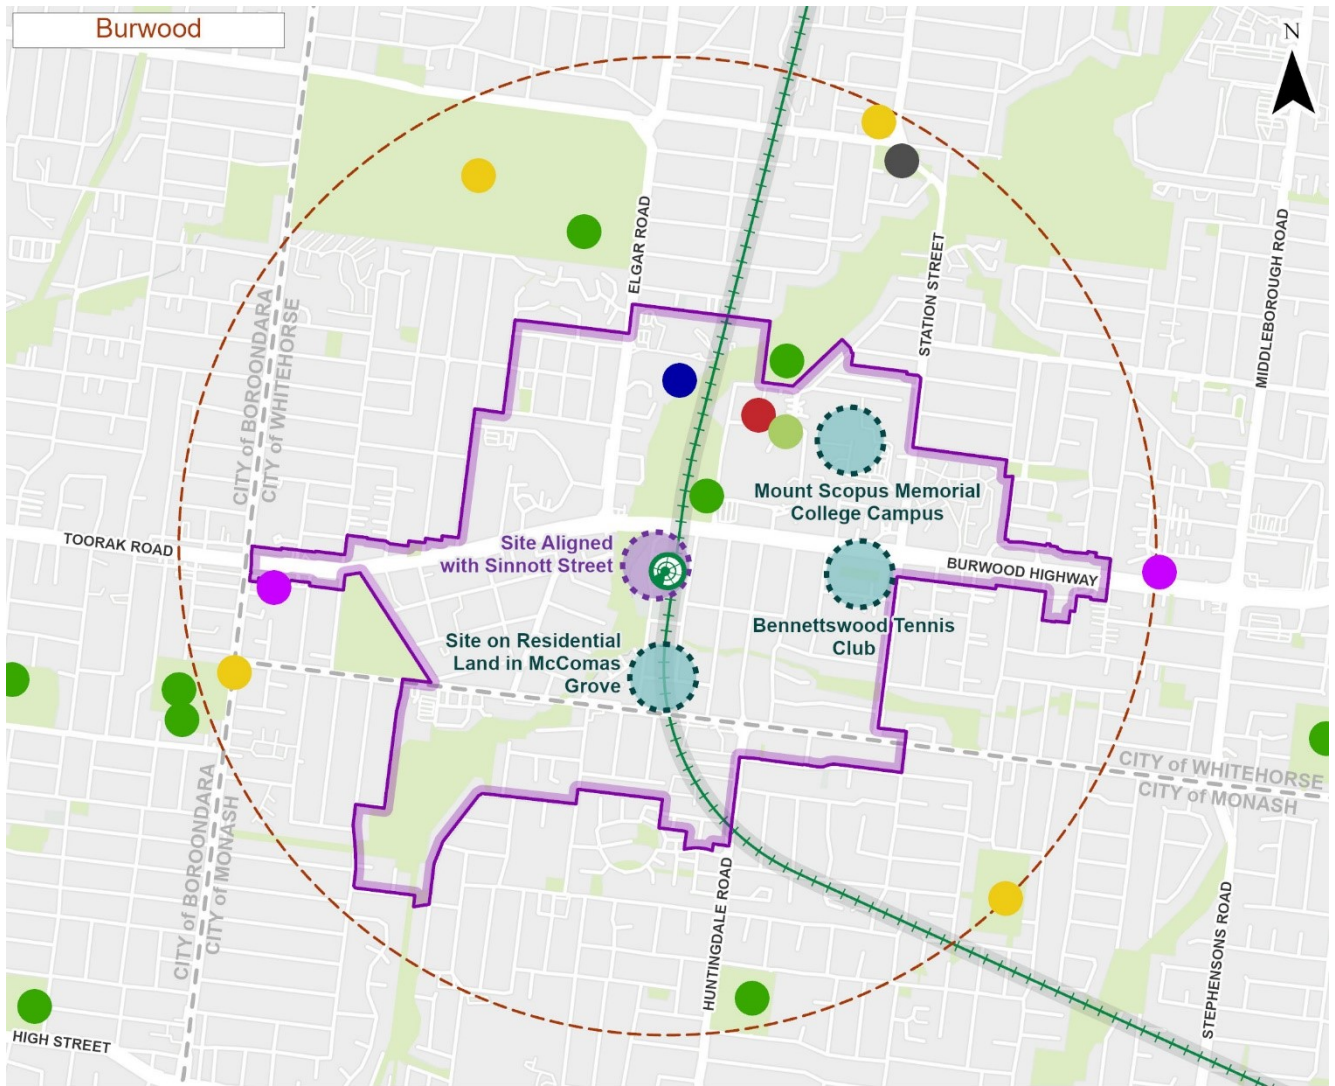 Burwood
N
ELGAR ROAD
STATION STREET
MIDDLEBOROUGH ROAD
CITY of BOROONDARA
CITY of WHITEHORSE
TOORAK ROAD
Mount Scopus Memorial
College Campus
Site Aligned
with Sinnott Street
BURWOOD HIGHWAY
Bennettswood Tennis
Club
Site on Residential
Land in McComas
Grove
CITY of WHITEHORSE
CITY of MONASH
CITY of BOROONDARA
CITY of MONASH
HUNTINGDALE ROAD
STEPHENSONS ROAD
HIGH STREET